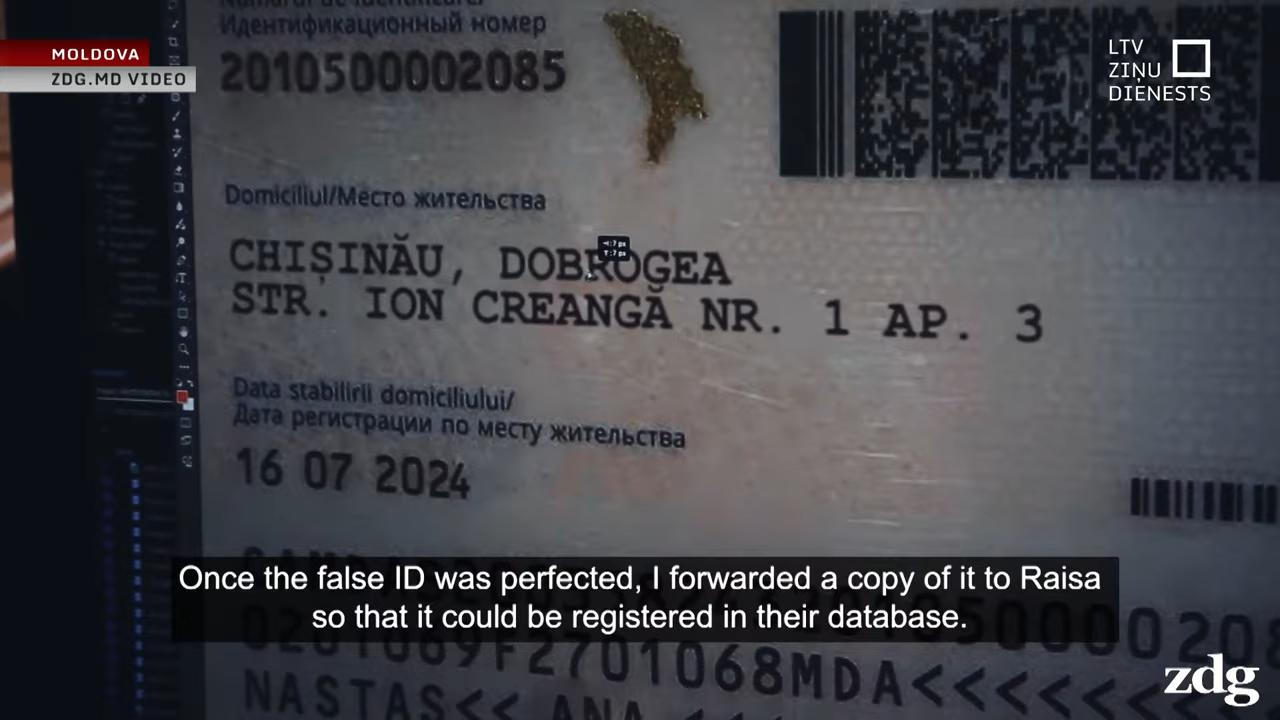 MOLDOVA
ZDG.MD VIDEO
LTV
ZIŅU
DIENESTS
Идентификационный номер
2010500002085
Domiciliul/Место жительства
CHIȘINĂU, DOBROGEA
STR. ION CREANGĂ NR. 1 AP. 3
Data stabilirii domiciliului/
Дата регистрации по месту жительства
16 07 2024
Once the false ID was perfected, I forwarded a copy of it to Raisa
so that it could be registered in their database.
2701068MDA<<<<<<
NASTAS<< ANA
zdg